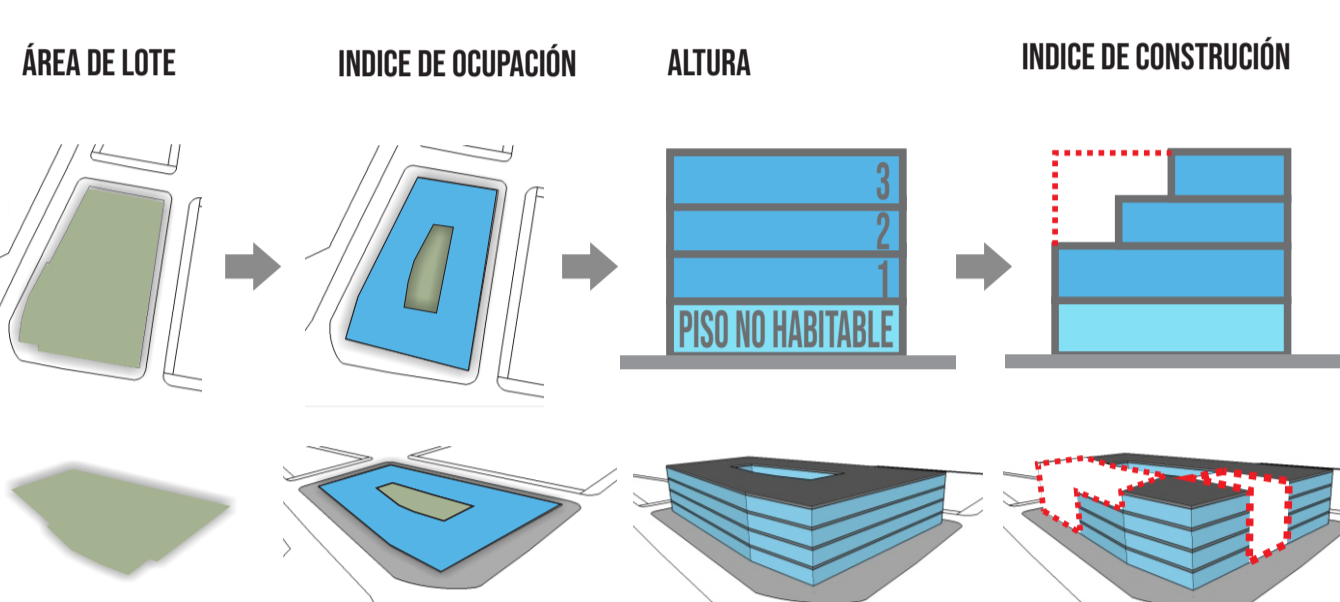 ÁREA DE LOTE
INDICE DE OCUPACIÓN
ALTURA
INDICE DE CONSTRUCIÓN
3
2
1
PISO NO HABITABLE